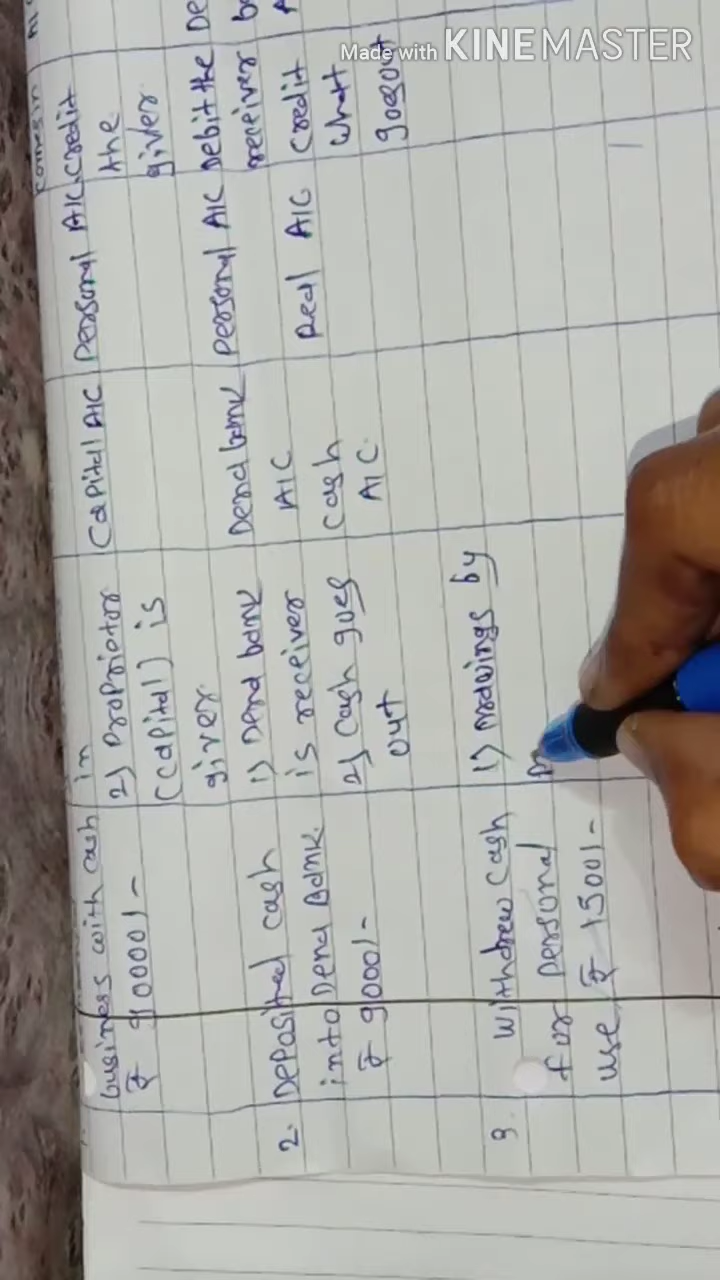 Made with KINEMASTER
business with cash
₹ 90000/-
in
2) Proprietor
(capital) is
giver
Capital A/C
Personal A/C
Credit
the
giver
2. Deposited cash
into Dena Bank.
₹ 9000/-
1) Dena bank
is receiver
2) Cash goes
out
Dena bank
A/C
Cash
A/C.
Personal A/C
Real A/C
Debit the
receiver
Credit
what
goes out
3. Withdrew cash
for personal
use ₹ 1500/-
1) Drawings by